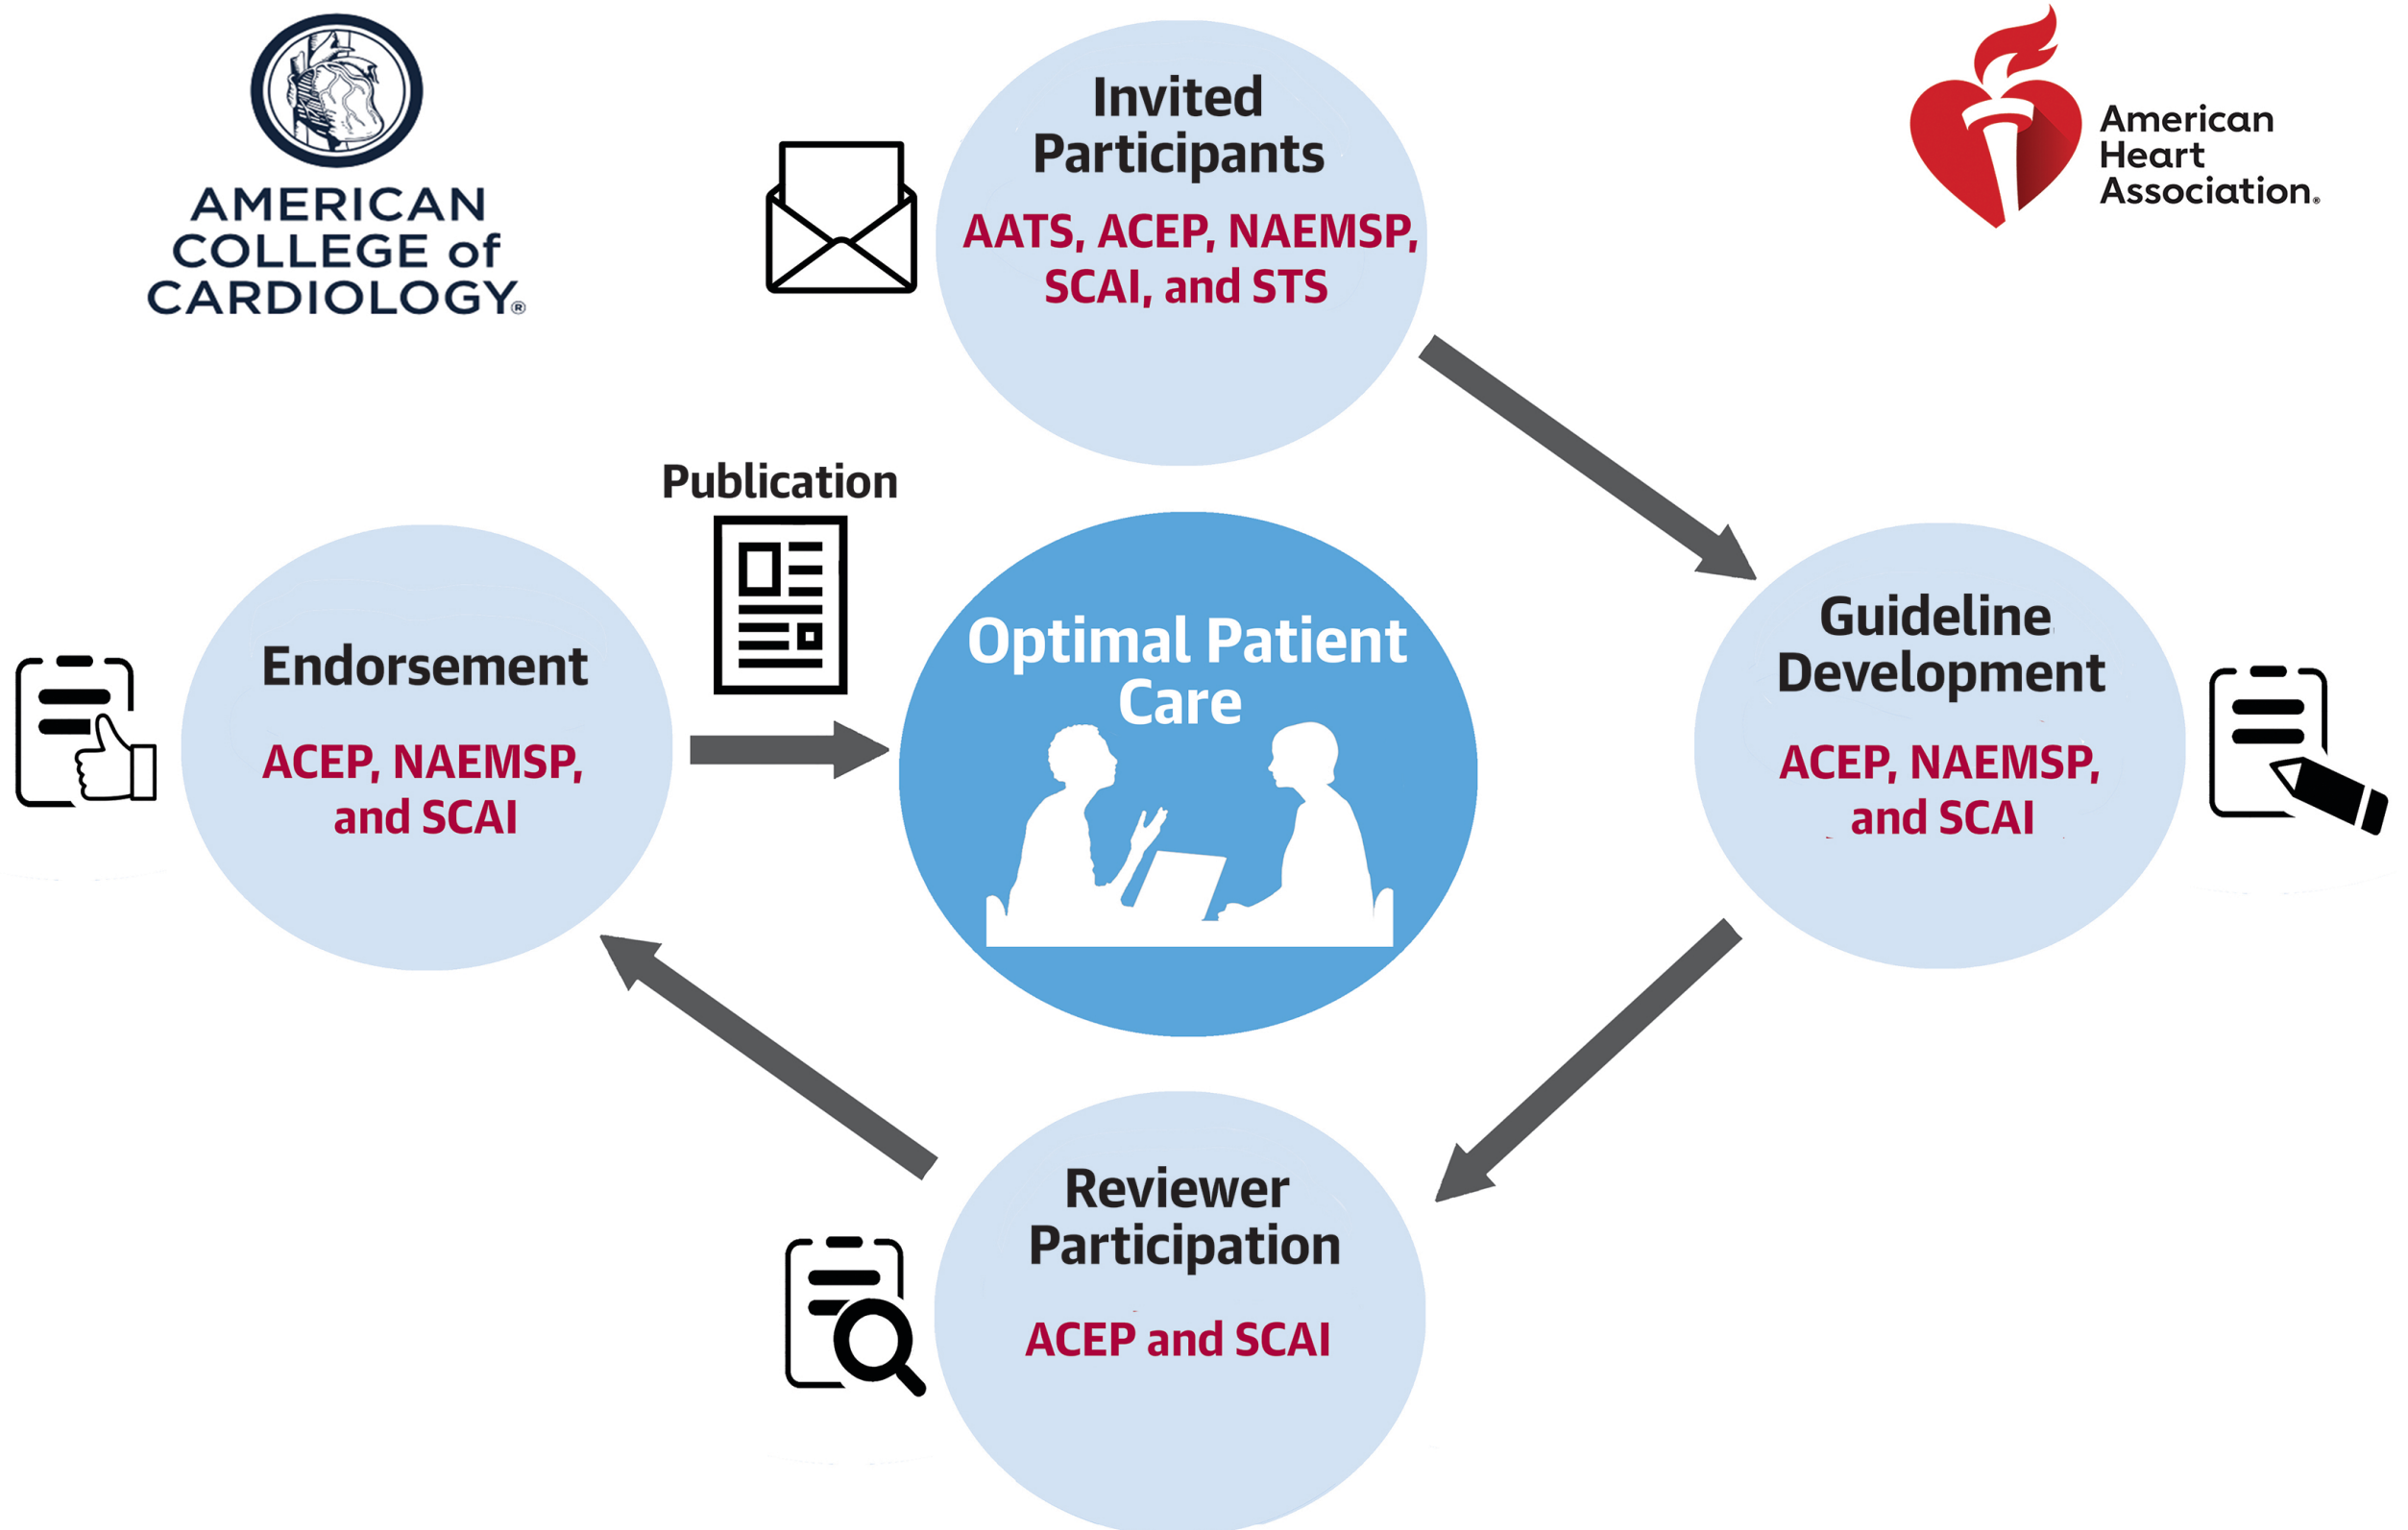 AMERICAN
COLLEGE of
CARDIOLOGY®
Invited
Participants
AATS, ACEP, NAEMSP,
SCAI, and STS
American
Heart
Association®
Publication
Endorsement
ACEP, NAEMSP,
and SCAI
Optimal Patient
Care
Guideline
Development
ACEP, NAEMSP,
and SCAI
Reviewer
Participation
ACEP and SCAI